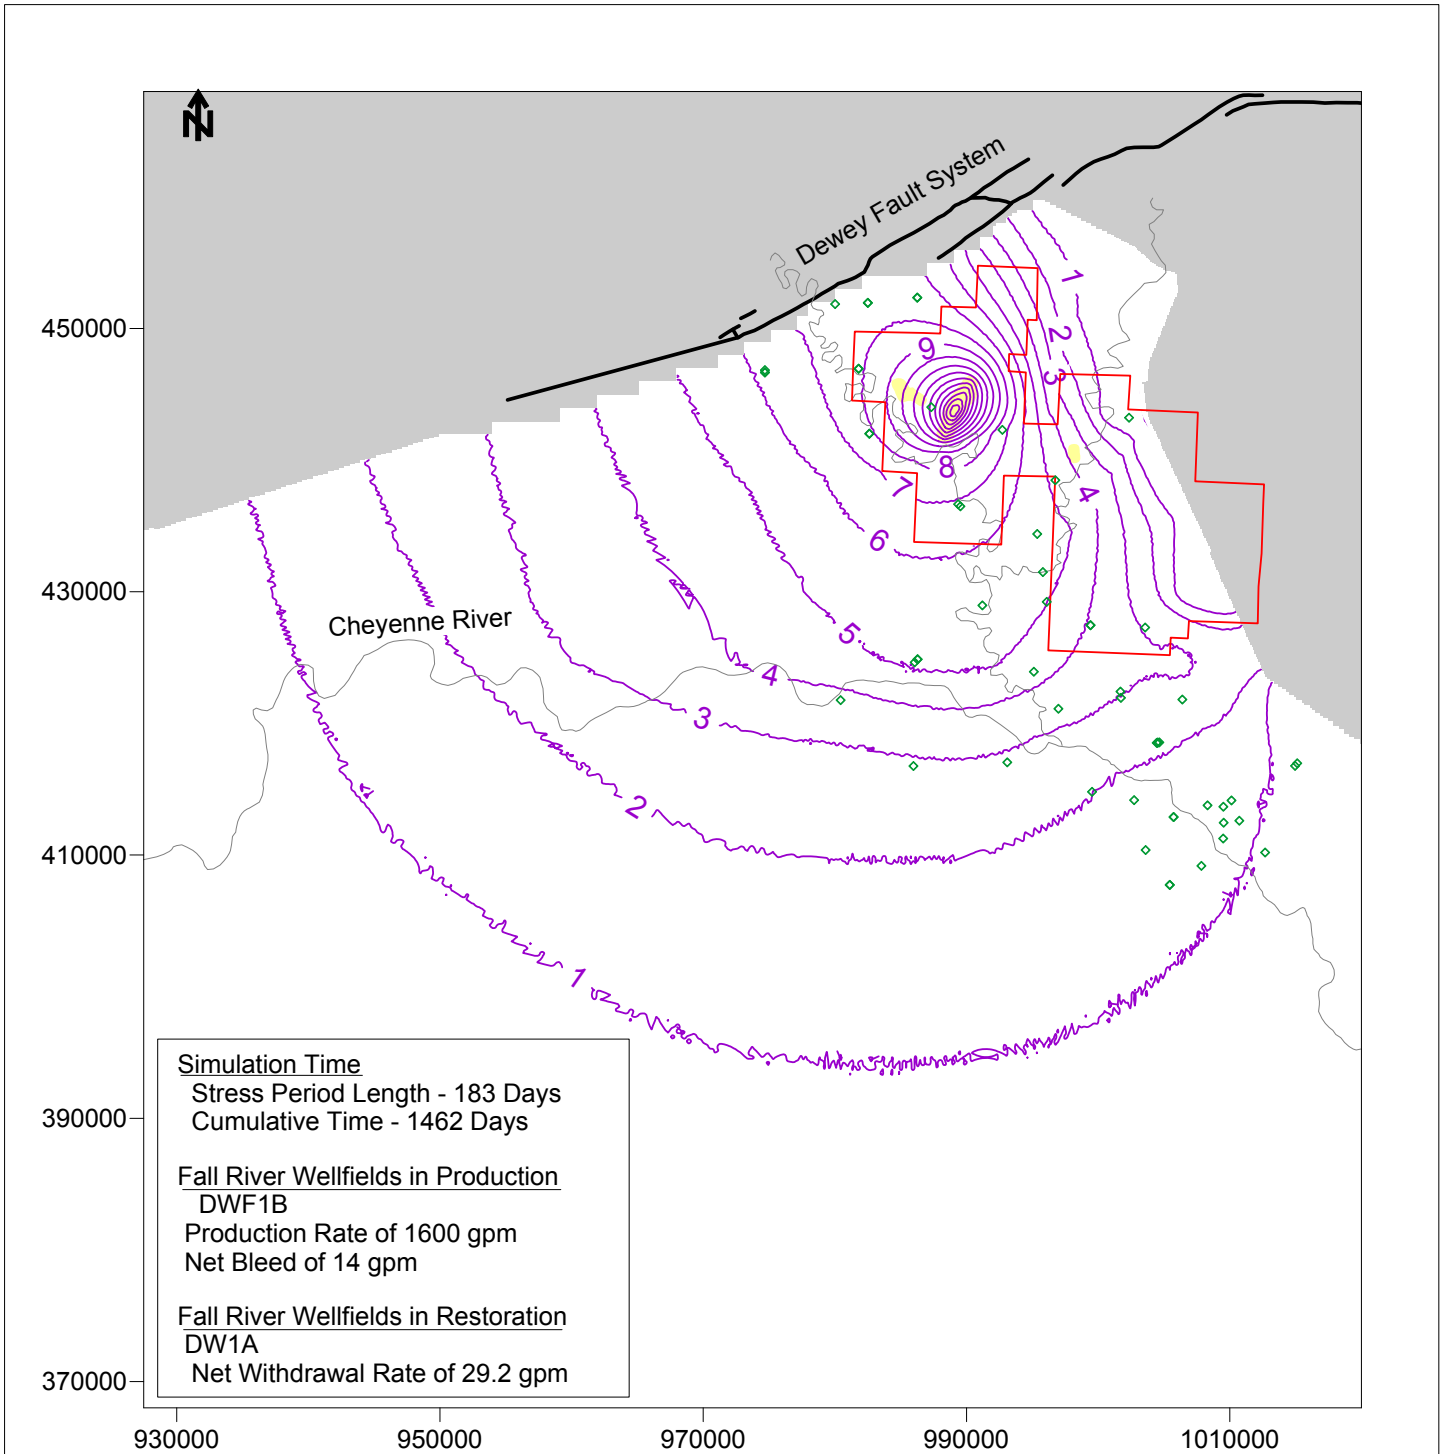 N
Dewey Fault System
1
2
3
9
8
7
4
6
5
4
3
2
1
Cheyenne River
450000
430000
410000
390000
370000
930000
950000
970000
990000
1010000
Simulation Time
Stress Period Length - 183 Days
Cumulative Time - 1462 Days
Fall River Wellfields in Production
DWF1B
Production Rate of 1600 gpm
Net Bleed of 14 gpm
Fall River Wellfields in Restoration
DW1A
Net Withdrawal Rate of 29.2 gpm